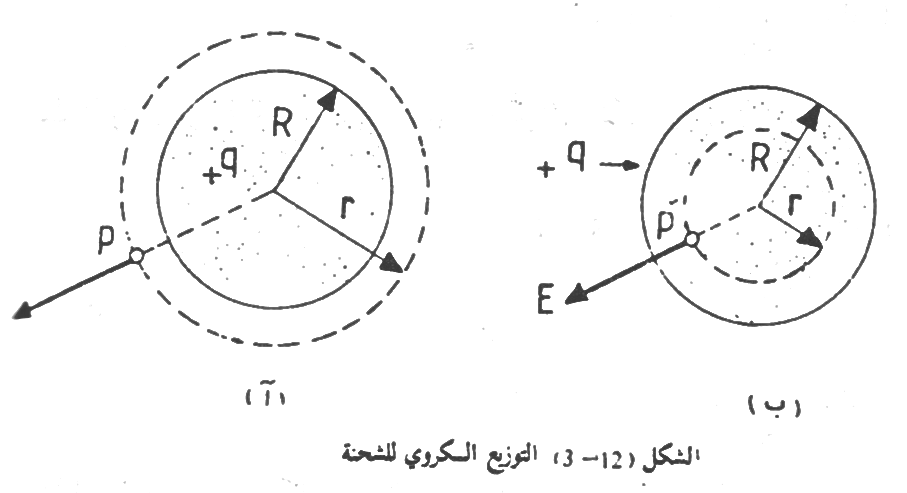 R
+q
r
P
(آ)
+q
R
r
P
E
(ب)
الشكل (12-3) التوزيع الكروي للشحنة